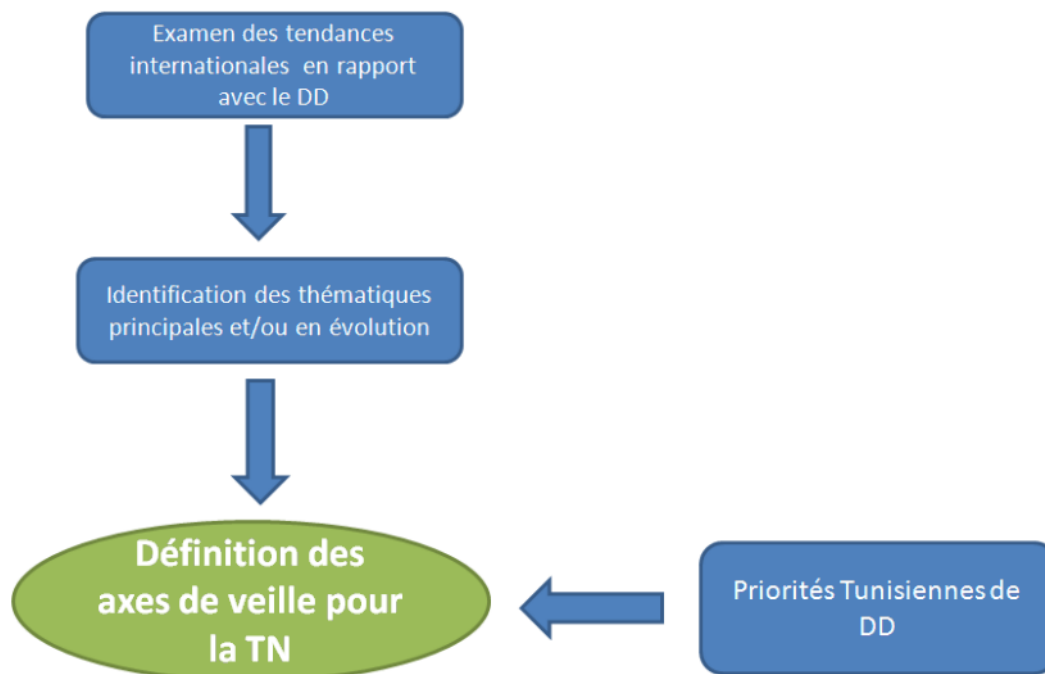 Examen des tendances
internationales en rapport
avec le DD
Identification des thématiques
principales et/ou en évolution
Définition des
axes de veille pour
la TN
Priorités Tunisiennes de
DD